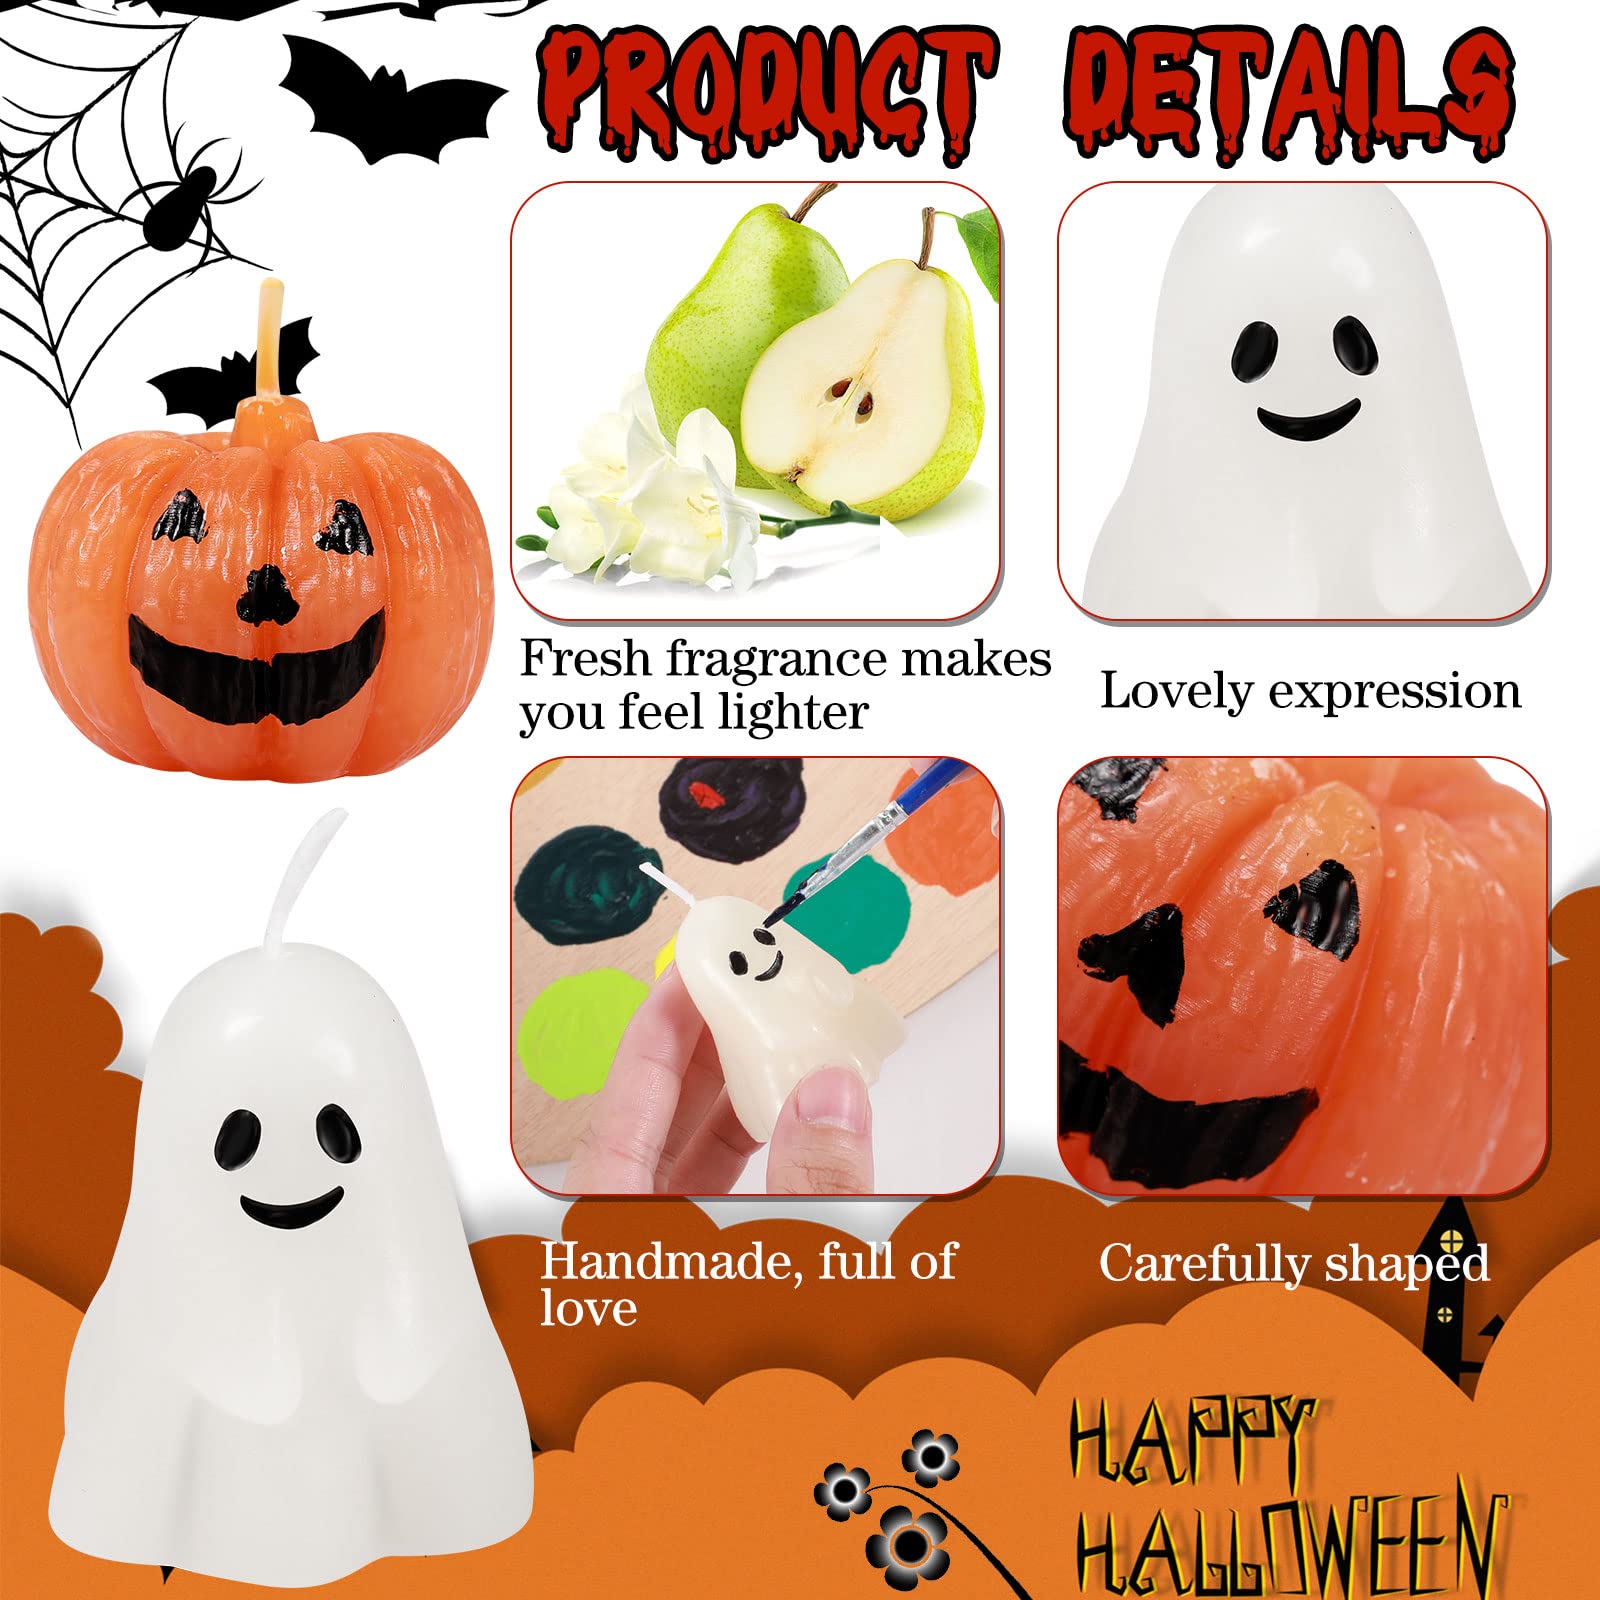 PRODUCT DETAILS
Fresh fragrance makes
you feel lighter
Lovely expression
Handmade, full of
love
Carefully shaped
HAPPY
HALLOWEEN